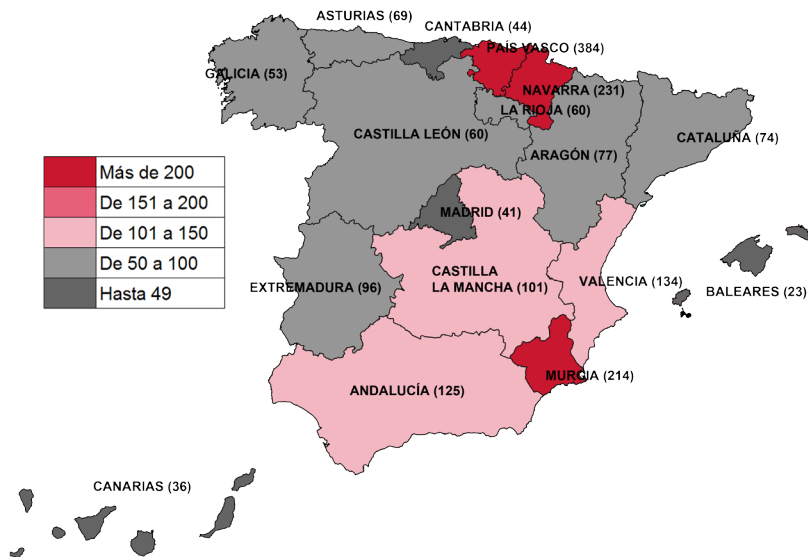 ASTURIAS (69)
CANTABRIA (44)
PAÍS VASCO (384)
GALICIA (53)
NAVARRA (231)
LA RIOJA (60)
CASTILLA LEÓN (60)
CATALUÑA (74)
ARAGÓN (77)
Más de 200
De 151 a 200
De 101 a 150
De 50 a 100
Hasta 49
MADRID (41)
CASTILLA
LA MANCHA (101)
EXTREMADURA (96)
VALENCIA (134)
BALEARES (23)
MURCIA (214)
ANDALUCÍA (125)
CANARIAS (36)